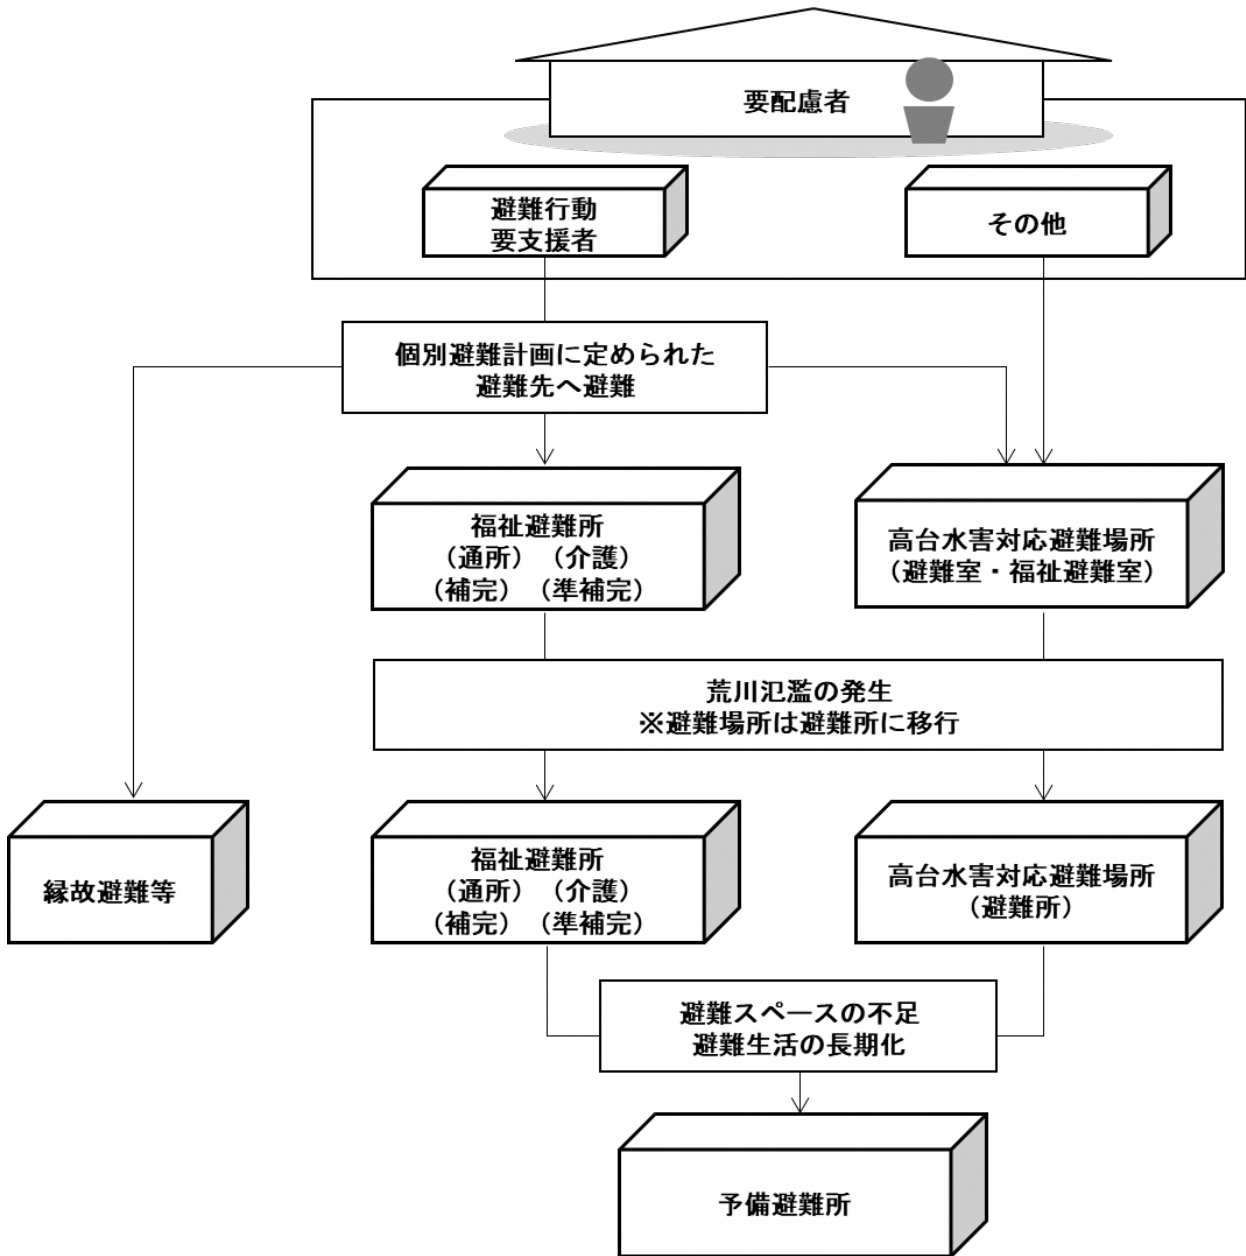 要配慮者
避難行動
要支援者
その他
個別避難計画に定められた
避難先へ避難
福祉避難所
（通所）（介護）
（補完）（準補完）
高台水害対応避難場所
（避難室・福祉避難室）
荒川氾濫の発生
※避難場所は避難所に移行
縁故避難等
福祉避難所
（通所）（介護）
（補完）（準補完）
高台水害対応避難場所
（避難所）
避難スペースの不足
避難生活の長期化
予備避難所